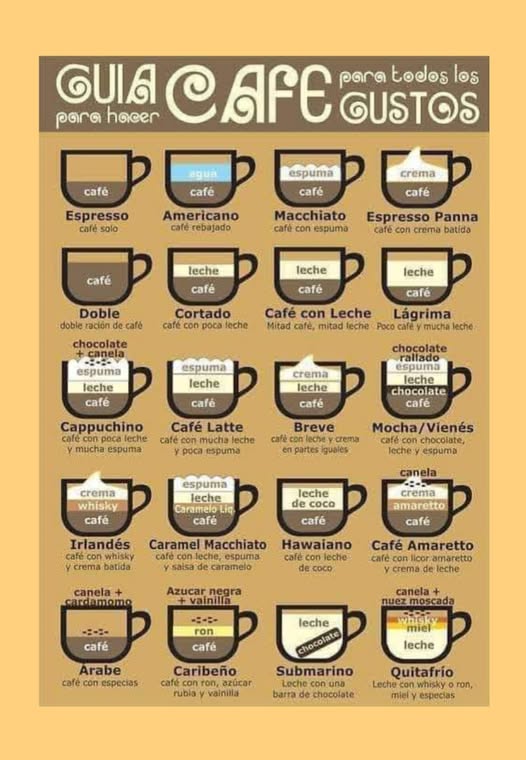 GUIA CAFE para todos los
para hacer GUSTOS
café
agua
café
espuma
café
crema
café
Espresso
café solo
Americano
café rebajado
Macchiato
café con espuma
Espresso Panna
café con crema batida
café
leche
café
leche
café
leche
café
Doble
doble ración de café
Cortado
café con poca leche
Café con Leche
Mitad café, mitad leche
Lágrima
Poco café y mucha leche
chocolate
+ canela
espuma
leche
café
espuma
leche
café
crema
leche
café
chocolate
rallado
espuma
leche
chocolate
café
Cappuchino
café con poca leche
y mucha espuma
Café Latte
café con mucha leche
y poca espuma
Breve
café con leche y crema
en partes iguales
Mocha/Vienés
café con chocolate,
leche y espuma
crema
whisky
café
espuma
leche
Caramelo Liq.
café
leche
de coco
café
canela
crema
amaretto
café
Irlandés
café con whisky
y crema batida
Caramel Macchiato
café con leche, espuma
y salsa de caramelo
Hawaiano
café con leche
de coco
Café Amaretto
café con licor amaretto
y crema de leche
canela +
cardamomo
café
Azucar negra
+ vainilla
ron
café
leche
chocolate
canela +
nuez moscada
whisky
miel
leche
Árabe
café con especias
Caribeño
café con ron, azúcar
rubia y vainilla
Submarino
Leche con una
barra de chocolate
Quitafrío
Leche con whisky o ron,
miel y especias